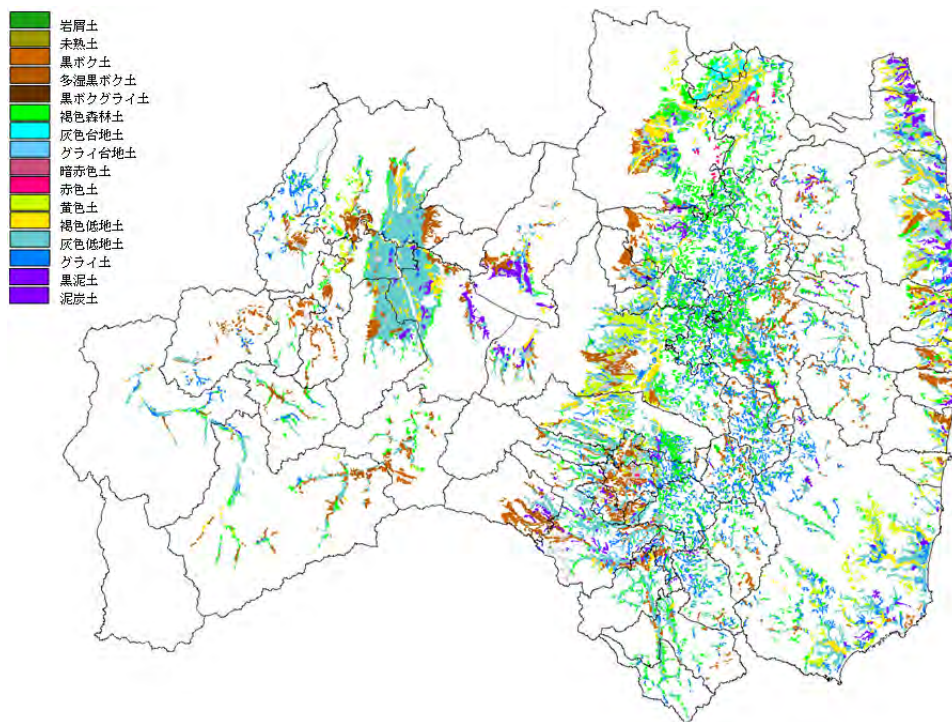 岩屑土
未熟土
黒ボク土
多湿黒ボク土
黒ボクグライ土
褐色森林土
灰色台地土
グライ台地土
暗赤色土
赤色土
黄色土
褐色低地土
灰色低地土
グライ土
黒泥土
泥炭土